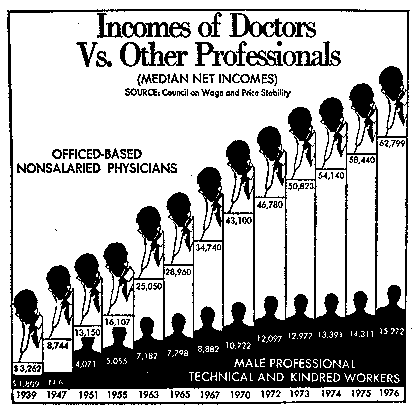 Incomes of Doctors
Vs. Other Professionals
(MEDIAN NET INCOMES)
SOURCE: Council on Wage and Price Stability
OFFICED-BASED
NONSALARIED PHYSICIANS
$3,262
8,744
13,150
16,107
25,050
28,960
34,740
43,100
46,780
50,823
54,140
58,440
62,799
$1,809
N.A.
4,071
5,055
7,182
7,798
8,882
10,722
12,097
12,977
13,391
14,311
15,272
MALE PROFESSIONAL
TECHNICAL AND KINDRED WORKERS
1939 1947 1951 1955 1963 1965 1967 1970 1972 1973 1974 1975 1976